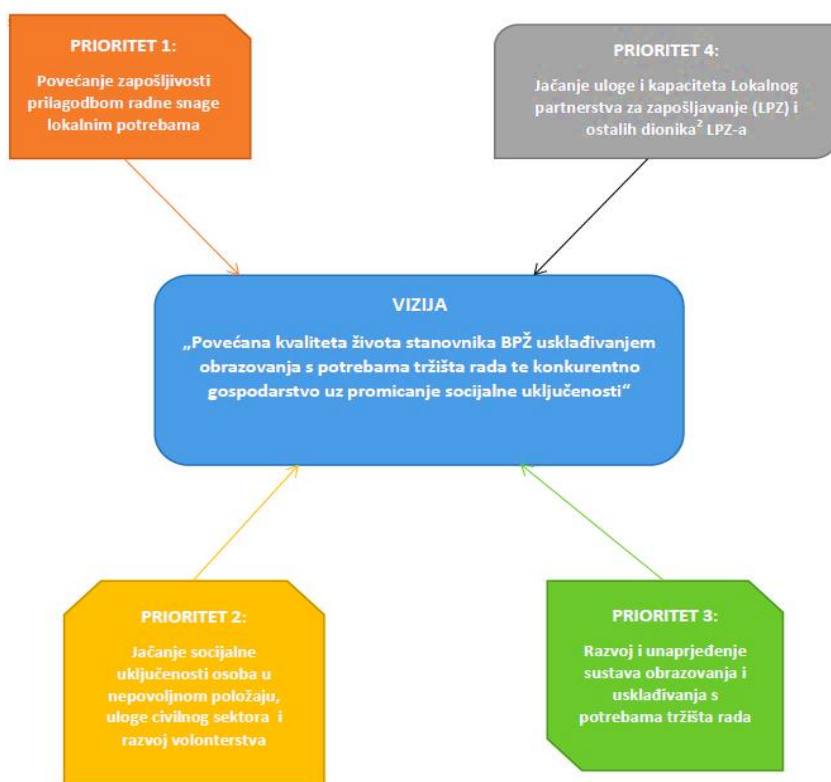 PRIORITET 1:
Povećanje zapošljivosti
prilagodbom radne snage
lokalnim potrebama
PRIORITET 4:
Jačanje uloge i kapaciteta Lokalnog
partnerstva za zapošljavanje (LPZ) i
ostalih dionika² LPZ-a
VIZIJA
„Povećana kvaliteta života stanovnika BPŽ usklađivanjem
obrazovanja s potrebama tržišta rada te konkurentno
gospodarstvo uz promicanje socijalne uključenosti“
PRIORITET 2:
Jačanje socijalne
uključenosti osoba u
nepovoljnom položaju,
uloge civilnog sektora i
razvoj volonterstva
PRIORITET 3:
Razvoj i unaprjeđenje
sustava obrazovanja i
usklađivanja s
potrebama tržišta rada